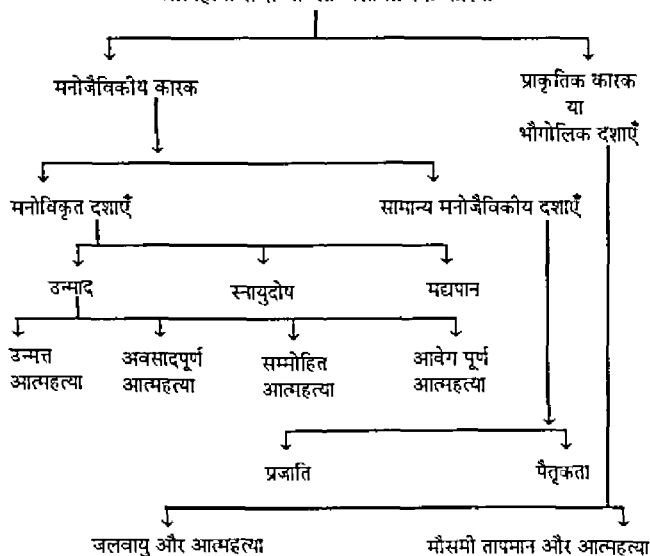 मनोजैविकीय कारक
प्राकृतिक कारक
या
भौगोलिक दशाएँ
मनोविकृत दशाएँ
सामान्य मनोजैविकीय दशाएँ
उन्माद
स्नायुदोष
मद्यपान
उन्मत्त
आत्महत्या
अवसादपूर्ण
आत्महत्या
सम्मोहित
आत्महत्या
आवेग पूर्ण
आत्महत्या
प्रजाति
पैतृकता
जलवायु और आत्महत्या
मौसमी तापमान और आत्महत्या